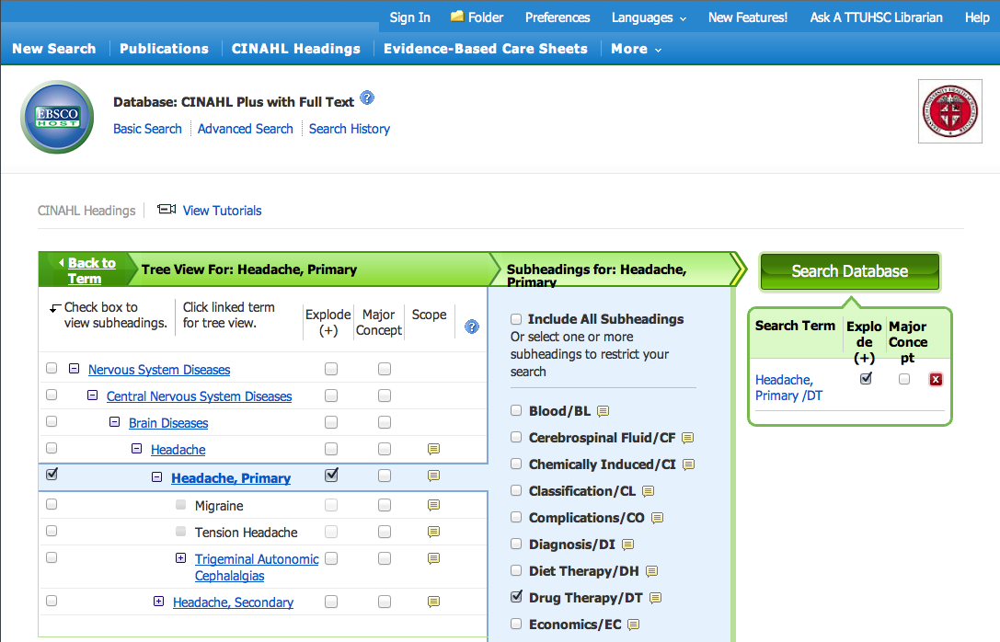 Sign In Folder Preferences Languages New Features! Ask A TTUHSC Librarian Help
New Search Publications CINAHL Headings Evidence-Based Care Sheets More
EBSCO
HOST
Database: CINAHL Plus with Full Text ?
Basic Search Advanced Search Search History
CINAHL Headings View Tutorials
Back to
Term
Tree View For: Headache, Primary
Subheadings for: Headache,
Primary
Search Database
Check box to
view subheadings.
Click linked term
for tree view.
Explode
(+)
Major
Concept
Scope
?
Nervous System Diseases
Central Nervous System Diseases
Brain Diseases
Headache
Headache, Primary
Migraine
Tension Headache
Trigeminal Autonomic
Cephalalgias
Headache, Secondary
Include All Subheadings
Or select one or more
subheadings to restrict your
search
Blood/BL
Cerebrospinal Fluid/CF
Chemically Induced/CI
Classification/CL
Complications/CO
Diagnosis/DI
Diet Therapy/DH
Drug Therapy/DT
Economics/EC
Search Term
Explo
de
(+)
Major
Conce
pt
Headache,
Primary /DT
x